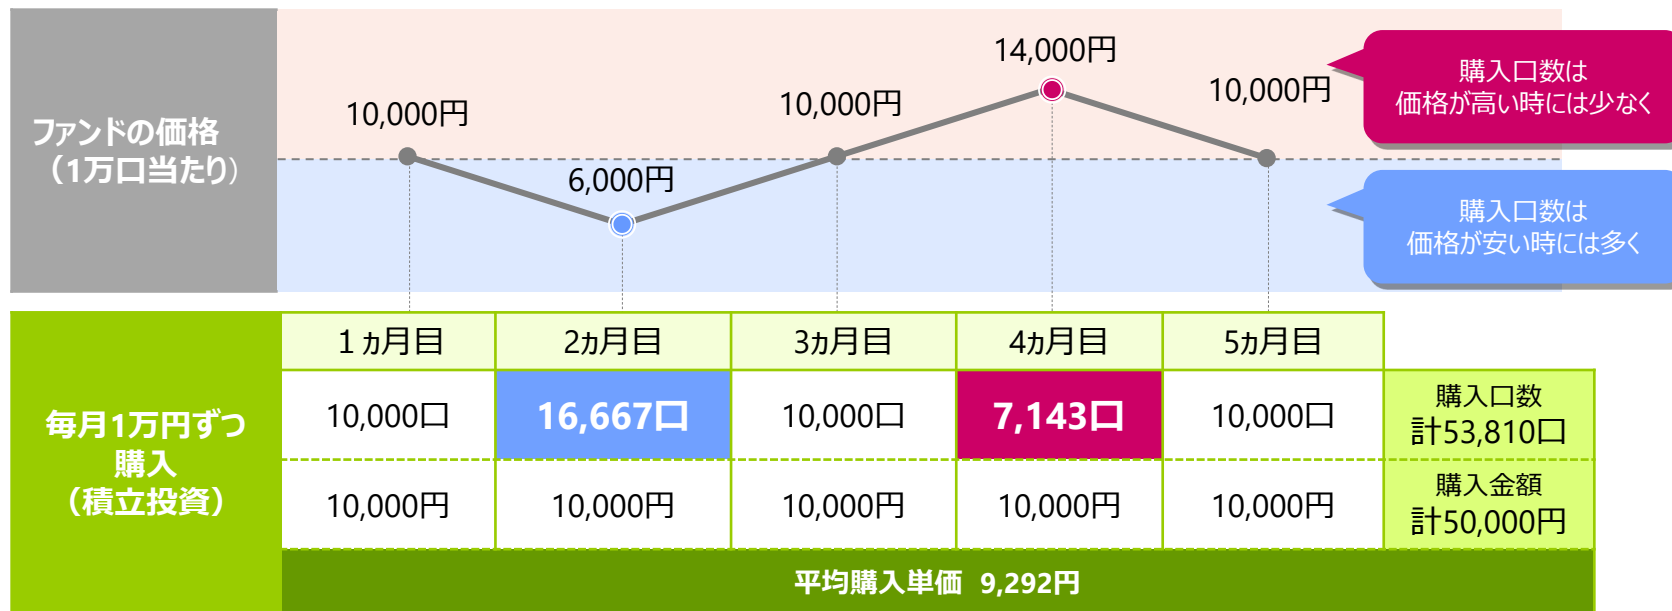 ファンドの価格
（1万口当たり）
10,000円
6,000円
10,000円
14,000円
10,000円
購入口数は
価格が高い時には少なく
購入口数は
価格が安い時には多く
毎月1万円ずつ
購入
（積立投資）
1ヵ月目 2ヵ月目 3ヵ月目 4ヵ月目 5ヵ月目
10,000口 16,667口 10,000口 7,143口 10,000口
購入口数
計53,810口
10,000円 10,000円 10,000円 10,000円 10,000円
購入金額
計50,000円
平均購入単価 9,292円